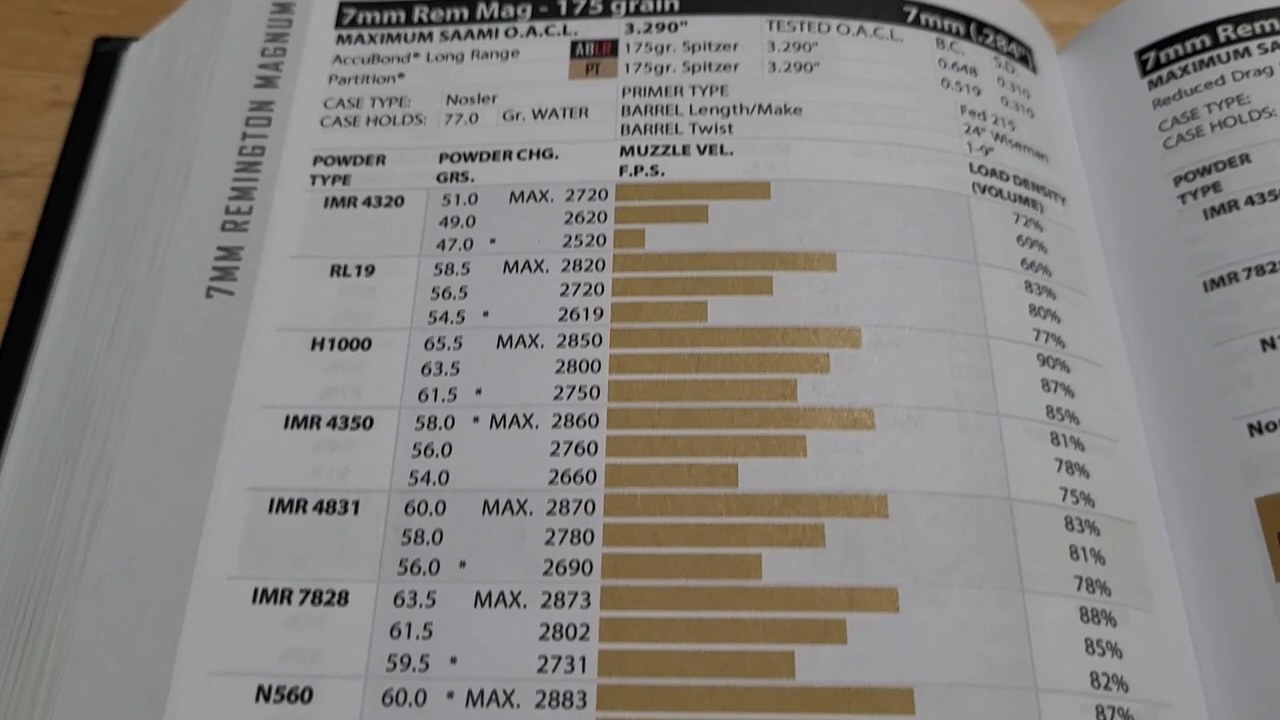 7MM REMINGTON MAGNUM
7mm Rem Mag - 175 grain 7mm (.284")
MAXIMUM SAAMI O.A.C.L. 3.290" TESTED O.A.C.L. B.C. S.D.
AccuBond® Long Range ABLR 175gr. Spitzer 3.290" 0.648 0.310
Partition® PT 175gr. Spitzer 3.290" 0.519 0.310
CASE TYPE: Nosler PRIMER TYPE Fed 215
CASE HOLDS: 77.0 Gr. WATER BARREL Length/Make 24" Wiseman
BARREL Twist 1-9"
POWDER POWDER CHG. MUZZLE VEL. LOAD DENSITY
TYPE GRS. F.P.S. (VOLUME)
IMR 4320 51.0 MAX. 2720 72%
49.0 2620 69%
47.0 * 2520 66%
RL19 58.5 MAX. 2820 83%
56.5 2720 80%
54.5 * 2619 77%
H1000 65.5 MAX. 2850 90%
63.5 2800 87%
61.5 * 2750 85%
IMR 4350 58.0 * MAX. 2860 81%
56.0 2760 78%
54.0 2660 75%
IMR 4831 60.0 MAX. 2870 83%
58.0 2780 81%
56.0 * 2690 78%
IMR 7828 63.5 MAX. 2873 88%
61.5 2802 85%
59.5 * 2731 82%
N560 60.0 * MAX. 2883 87%
7mm Rem
MAXIMUM
Reduced Drag
CASE TYPE:
CASE HOLDS:
POWDER
TYPE